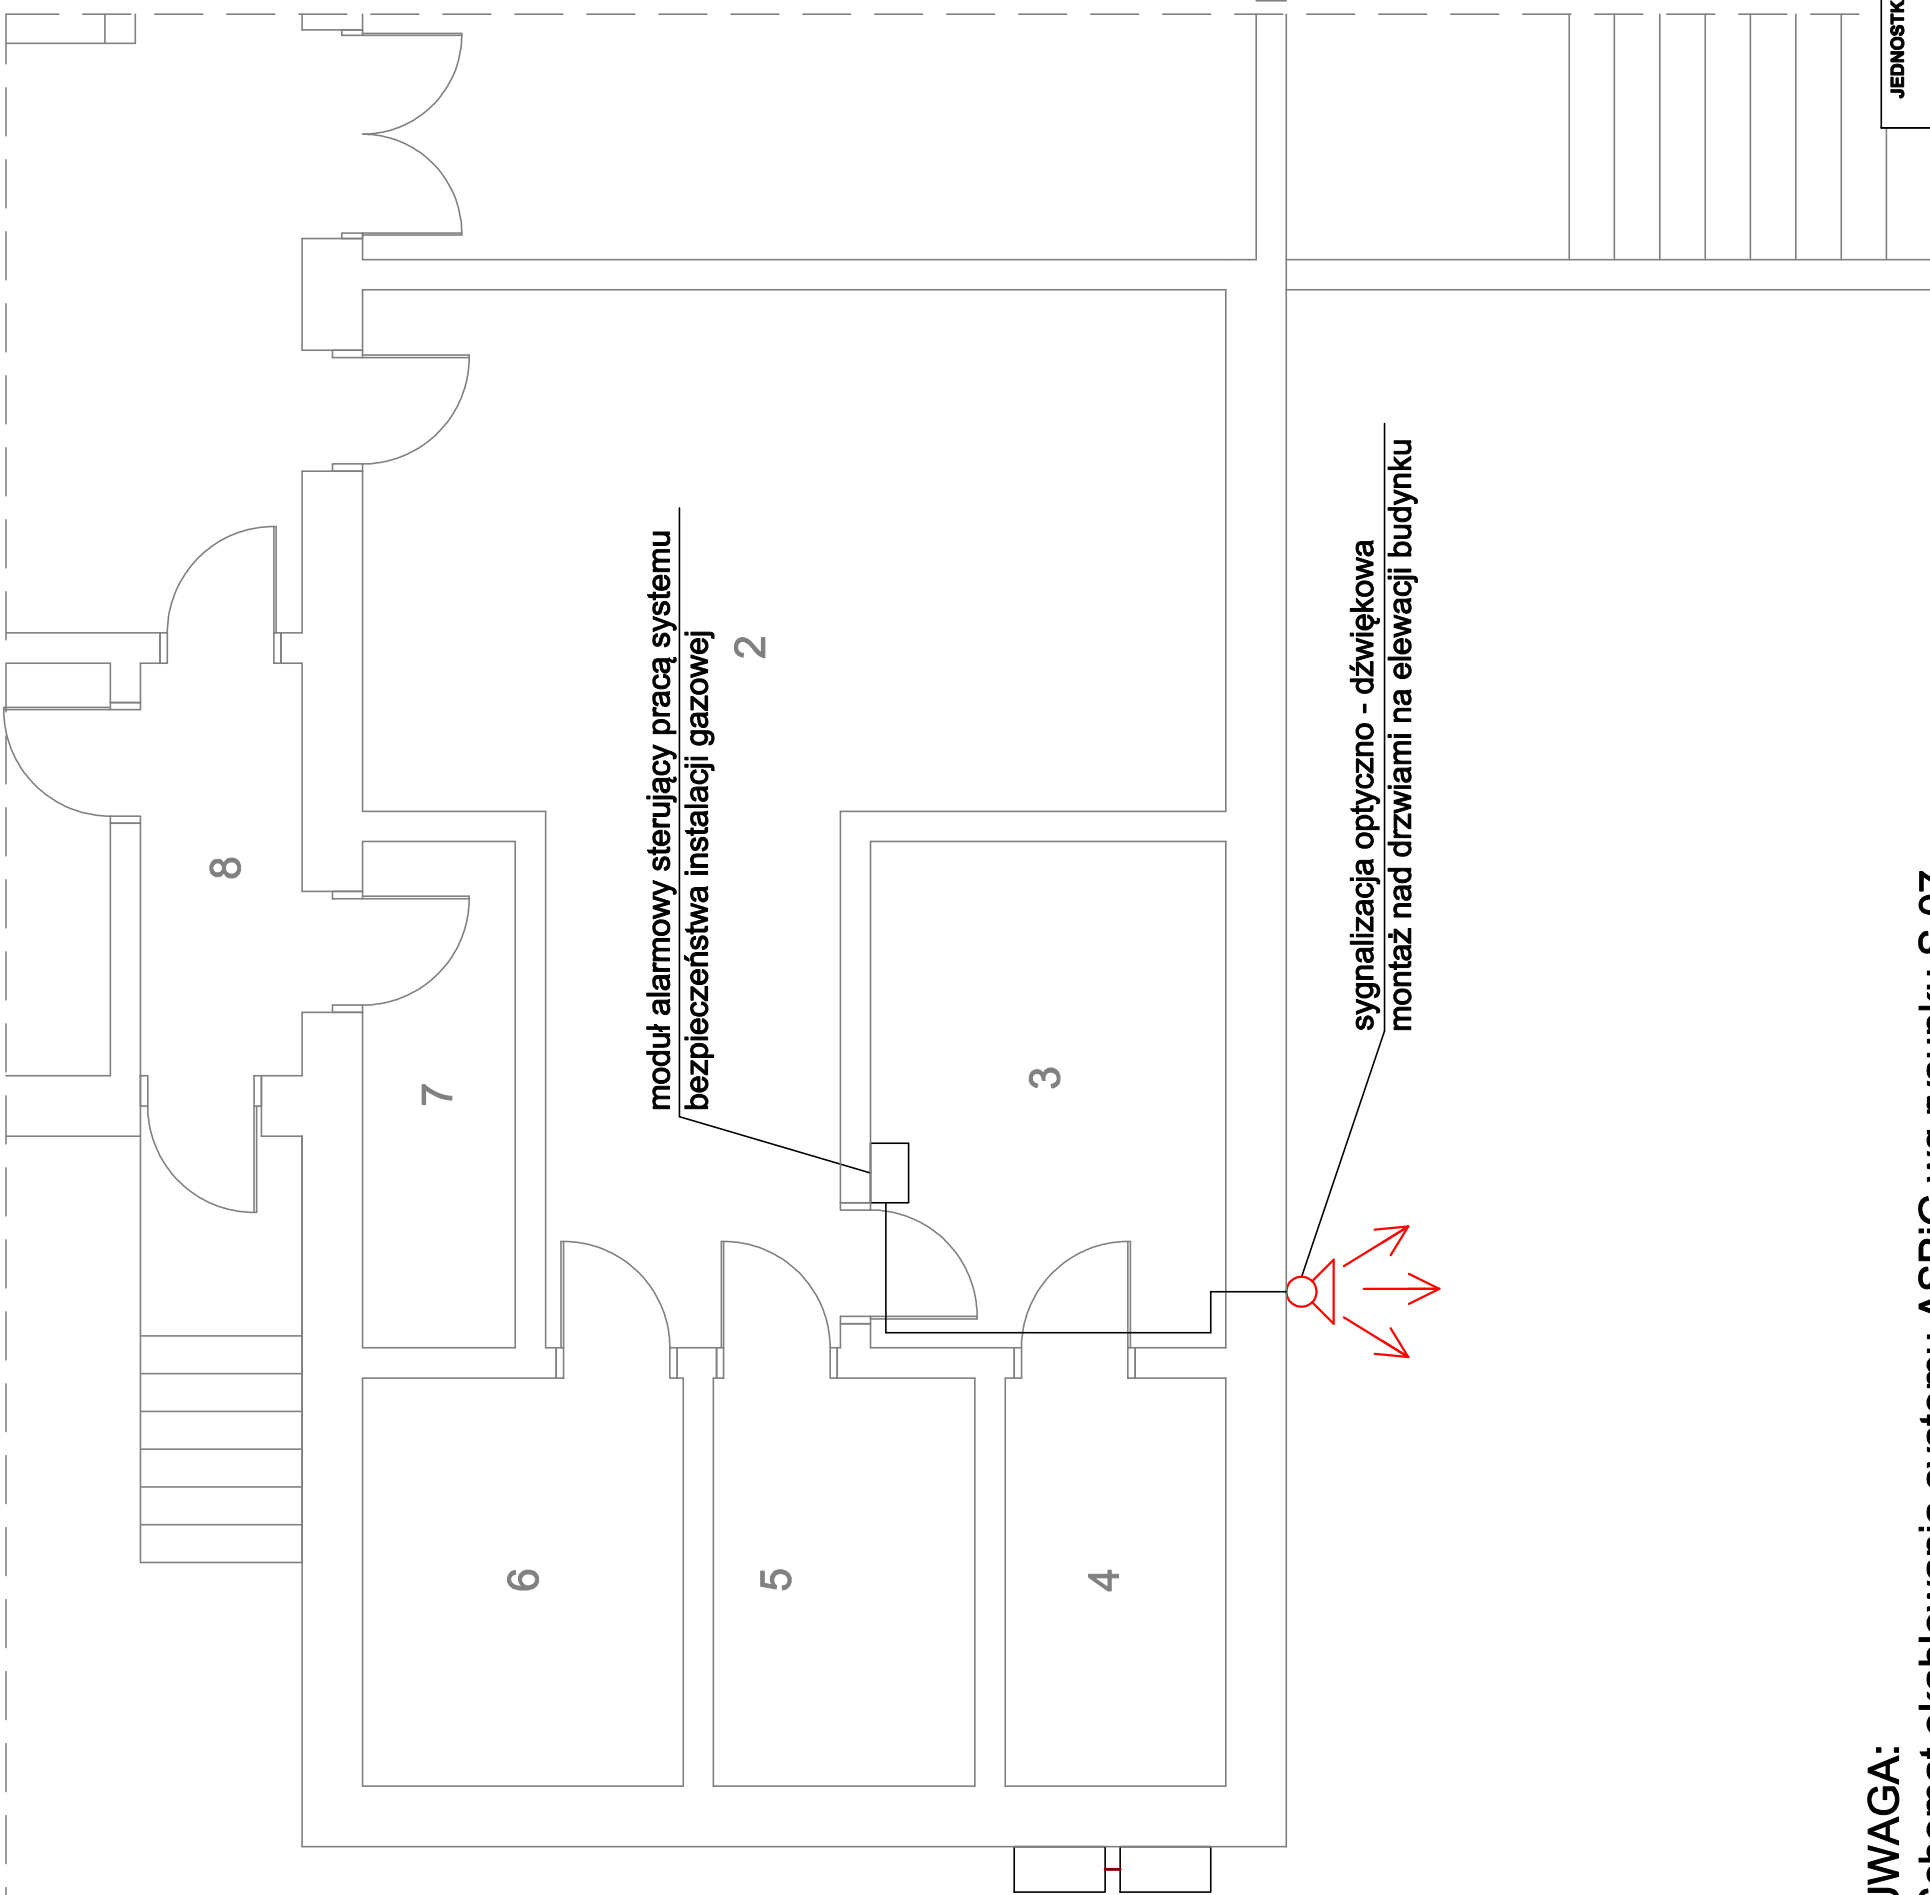 8
7
6
5
4
3
2
moduł alarmowy sterujący pracą systemu
bezpieczeństwa instalacji gazowej
sygnalizacja optyczno - dźwiękowa
montaż nad drzwiami na elewacji budynku
UWAGA:
JEDNOSTK